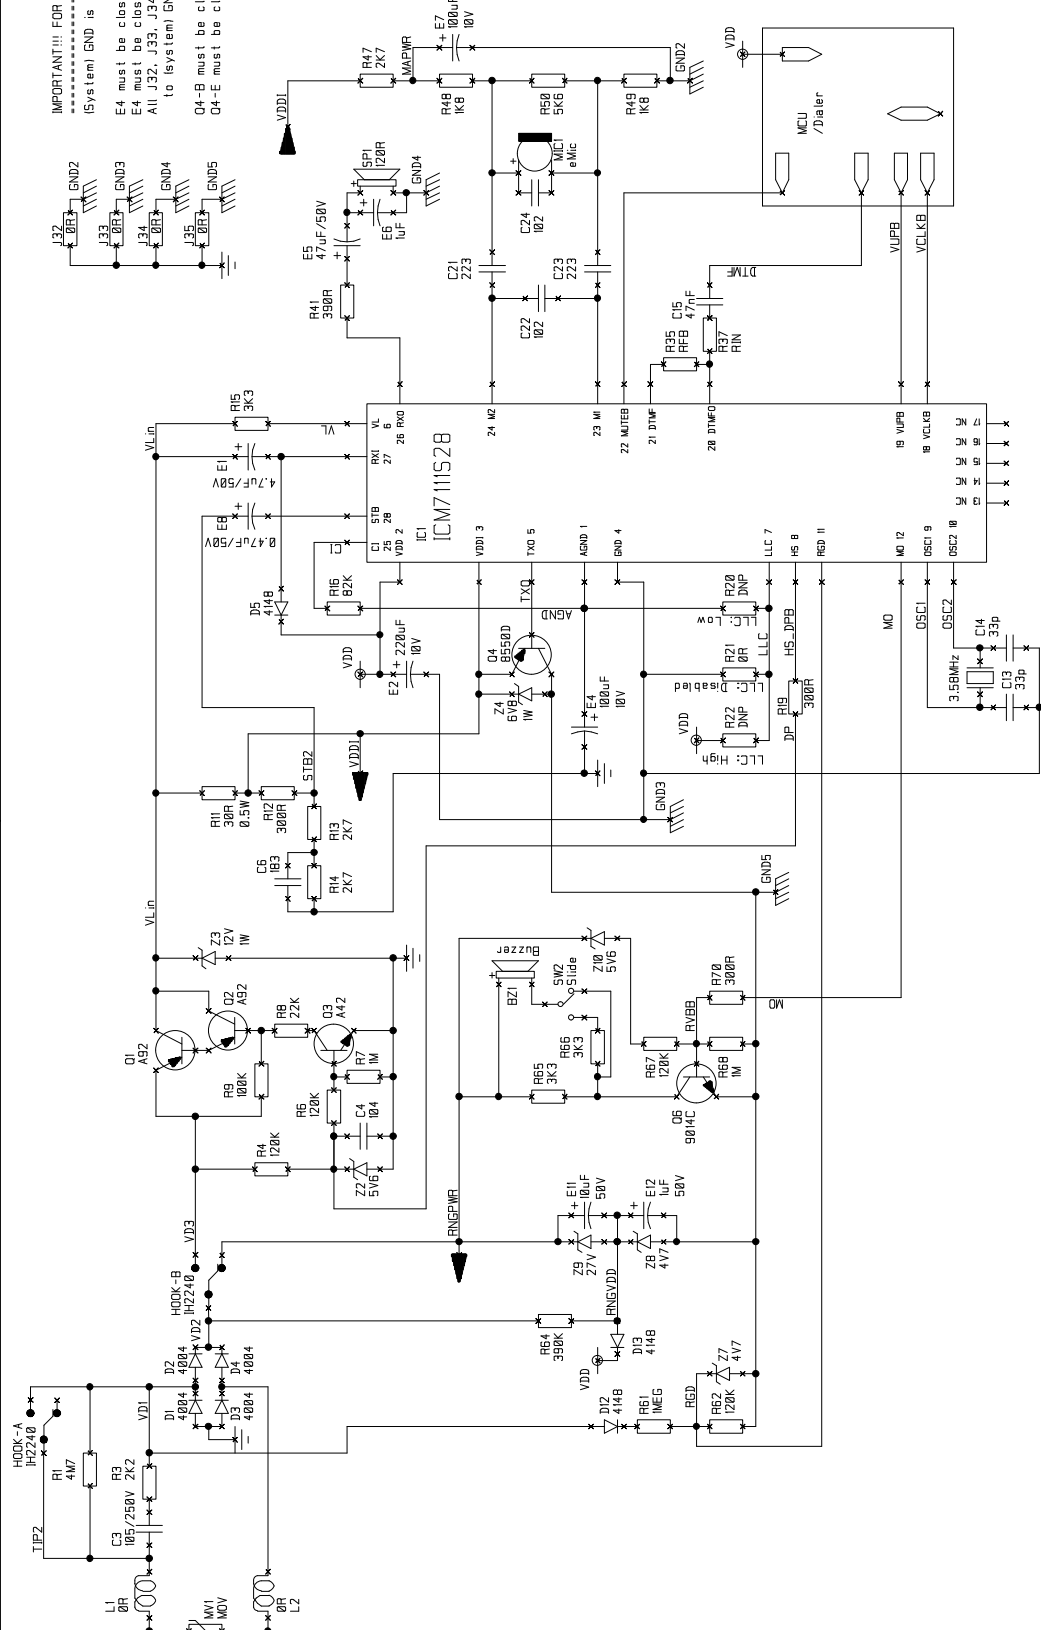 IMPORTANT!!! FOR
(System) GND is
E4 must be clos
E4 must be clos
All J32, J33, J34
to (system) GN
Q4-B must be cl
Q4-E must be cl
J32
0R
GND2
J33
0R
GND3
J34
0R
GND4
J35
0R
GND5
VDDI
R47
2K7
MAPWR
E7
100uF
10V
R48
1K8
R50
5K6
R49
1K8
GND2
SP1
120R
GND4
E5
47uF/50V
E6
1uF
R41
390R
MIC1
eMic
C24
102
C21
223
C23
223
C22
102
VDD
MCU
/Dialer
VUPB
VCLKB
DTMF
C15
47nF
R35
RFB
R37
RIN
VLin
R15
3K3
VL
E1
4.7uF/50V
E8
0.47uF/50V
CI
IC1
ICM7111S28
VL
6
26 RXO
RXI
27
STB
28
CI
25
VDD 2
24 M2
23 M1
22 MUTEB
21 DTMF
20 DTMFO
19 VUPB
18 VCLKB
17 NC
16 NC
15 NC
14 NC
13 NC
VDDI 3
TXO 5
AGND 1
GND 4
LLC 7
HS 8
RGD 11
MO 12
OSC1 9
OSC2 10
D5
4148
R16
82K
VDD
E2
220uF
10V
TXO
AGND
Q4
8550D
Z4
6V8
1W
E4
100uF
10V
R20
DNP
LLC: Low
R21
0R
LLC: Disabled
R22
DNP
LLC: High
VDD
LLC
HS_DPB
R19
300R
DP
MO
OSC1
OSC2
3.58MHz
C14
33p
C13
33p
VDDI
STB2
R11
30R
0.5W
R12
300R
R13
2K7
C6
183
R14
2K7
GND3
GND5
VLin
Z3
12V
1W
Q2
A92
Q1
A92
R8
22K
Q3
A42
R9
100K
R7
1M
R6
120K
C4
104
R4
120K
Z2
5V6
VD3
HOOK-B
IH2240
VD2
Buzzer
BZ1
SW2
Slide
Z10
5V6
R66
3K3
R65
3K3
R67
120K
RVBB
R70
300R
R68
1M
MO
Q6
9014C
RNGPWR
E11
10uF
50V
E12
1uF
50V
Z9
27V
Z8
4V7
RNGVDD
R64
390K
D13
4148
VDD
Z7
4V7
D12
4148
R61
1MEG
RGD
R62
120K
D2
4004
D4
4004
D1
4004
D3
4004
VD1
HOOK-A
IH2240
R1
4M7
R3
2K2
C3
105/250V
TIP2
L1
0R
MV1
MOV
0R
L2